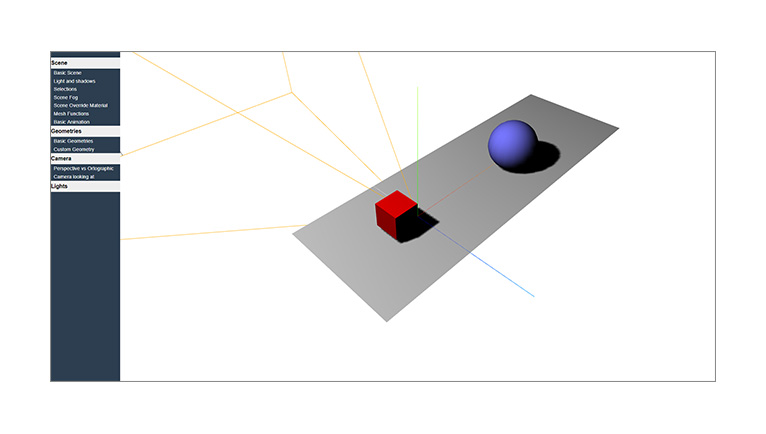 Scene
Basic Scene
Light and shadows
Selections
Scene Fog
Scene Override Material
Mesh Functions
Basic Animation
Geometries
Basic Geometries
Custom Geometry
Camera
Perspective vs Ortographic
Camera looking at
Lights